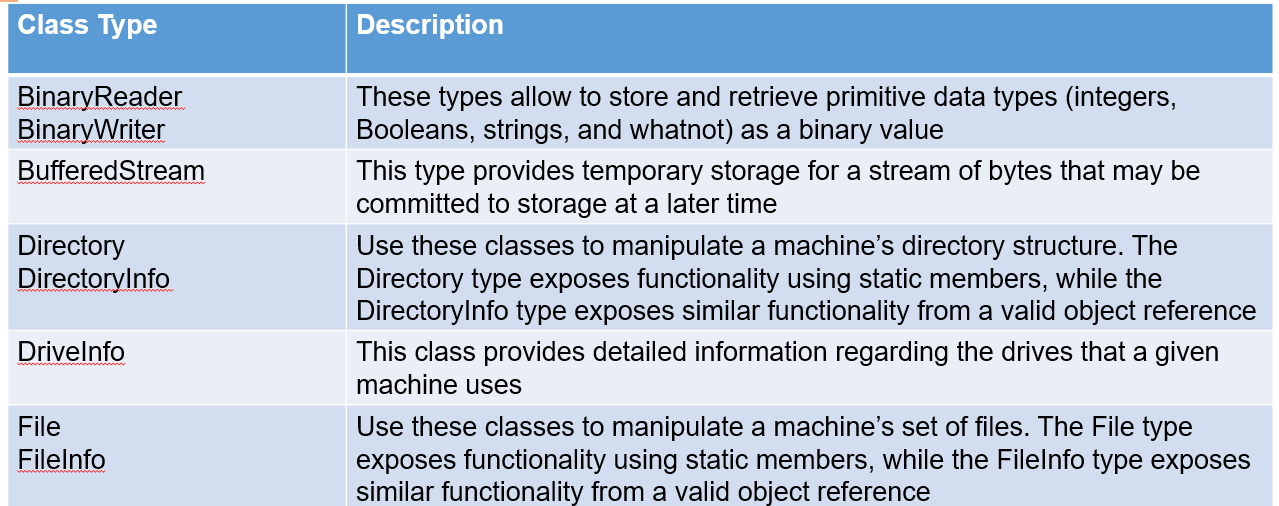 Class Type
Description
BinaryReader
BinaryWriter
These types allow to store and retrieve primitive data types (integers,
Booleans, strings, and whatnot) as a binary value
BufferedStream
This type provides temporary storage for a stream of bytes that may be
committed to storage at a later time
Directory
DirectoryInfo
Use these classes to manipulate a machine’s directory structure. The
Directory type exposes functionality using static members, while the
DirectoryInfo type exposes similar functionality from a valid object reference
DriveInfo
This class provides detailed information regarding the drives that a given
machine uses
File
FileInfo
Use these classes to manipulate a machine’s set of files. The File type
exposes functionality using static members, while the FileInfo type exposes
similar functionality from a valid object reference